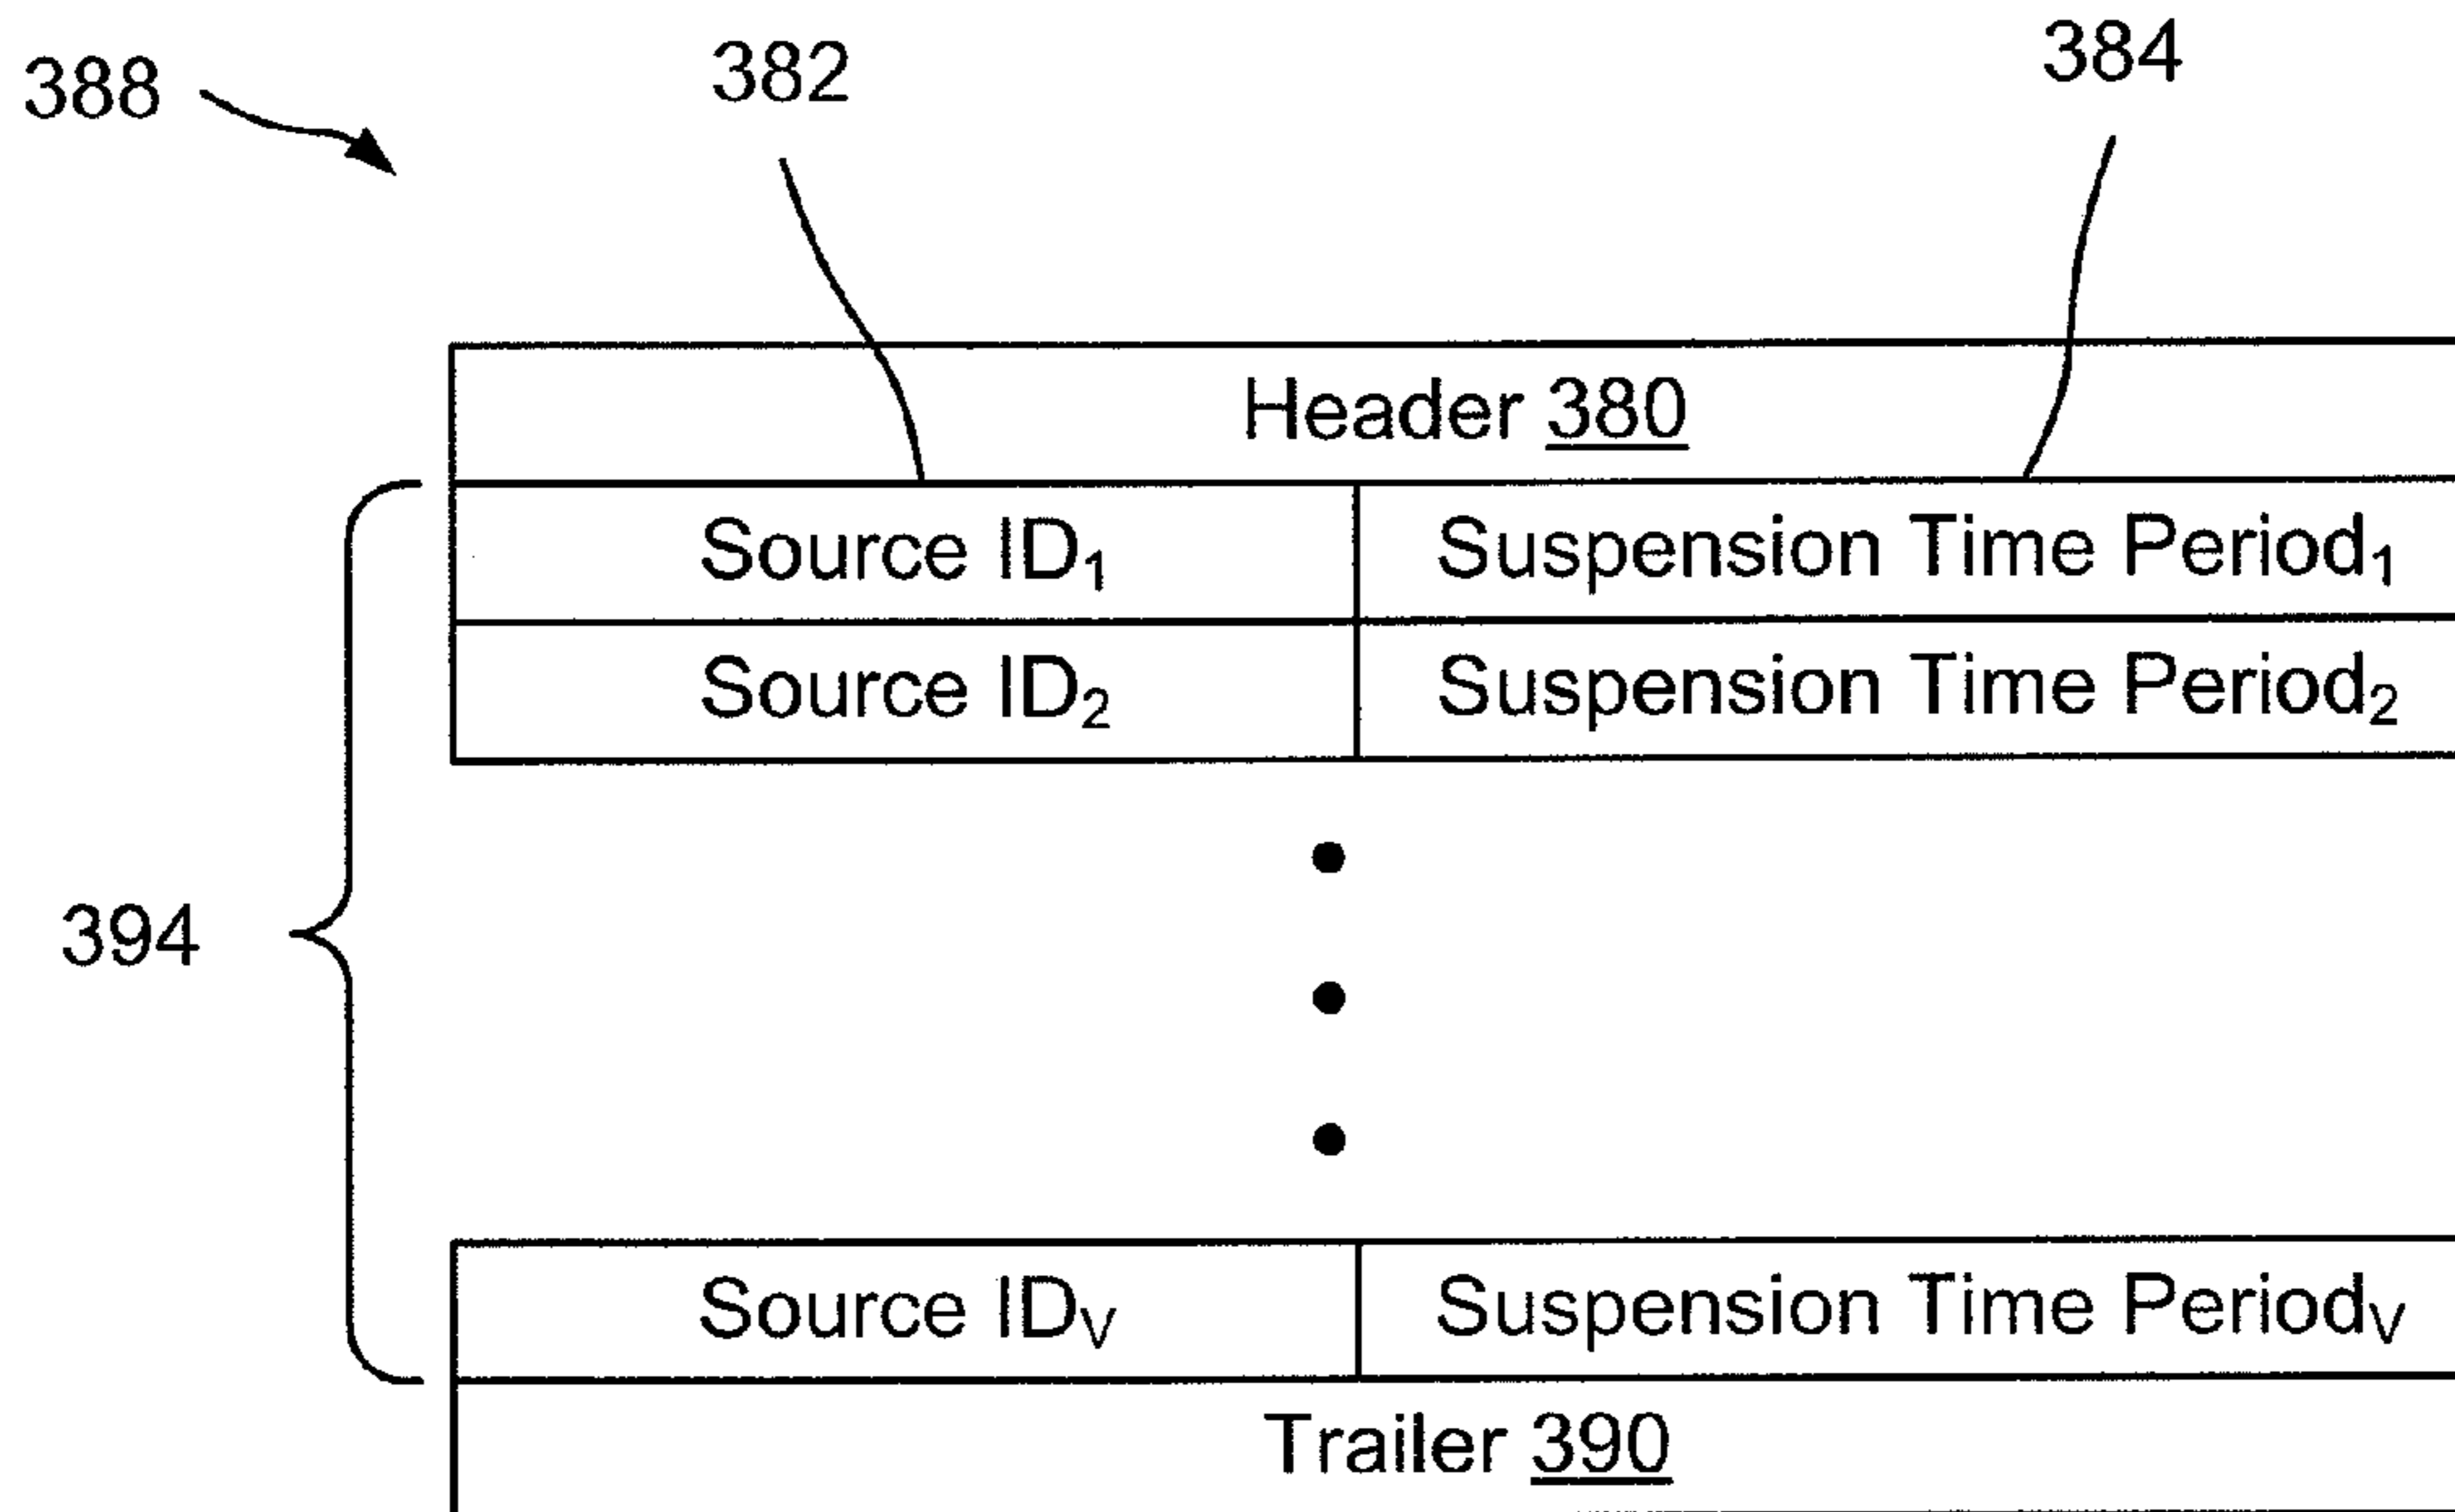 388
382
384
Header 380
Source ID₁ Suspension Time Period₁
Source ID₂ Suspension Time Period₂
394
Source IDV Suspension Time PeriodV
Trailer 390